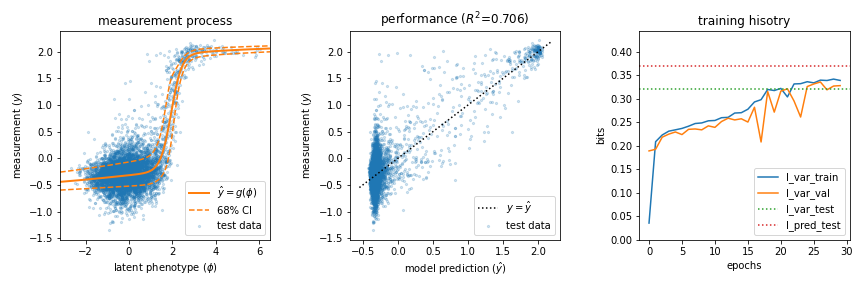 measurement process
measurement (y)
2.0
1.5
1.0
0.5
0.0
−0.5
−1.0
−1.5
−2
0
2
4
6
latent phenotype (ϕ)
ŷ = g(ϕ)
68% CI
test data
performance (R²=0.706)
measurement (y)
2.0
1.5
1.0
0.5
0.0
−0.5
−1.0
−1.5
−0.5
0.0
0.5
1.0
1.5
2.0
model prediction (ŷ)
y = ŷ
test data
training hisotry
bits
0.40
0.35
0.30
0.25
0.20
0.15
0.10
0.05
0.00
0
5
10
15
20
25
30
epochs
I_var_train
I_var_val
I_var_test
I_pred_test